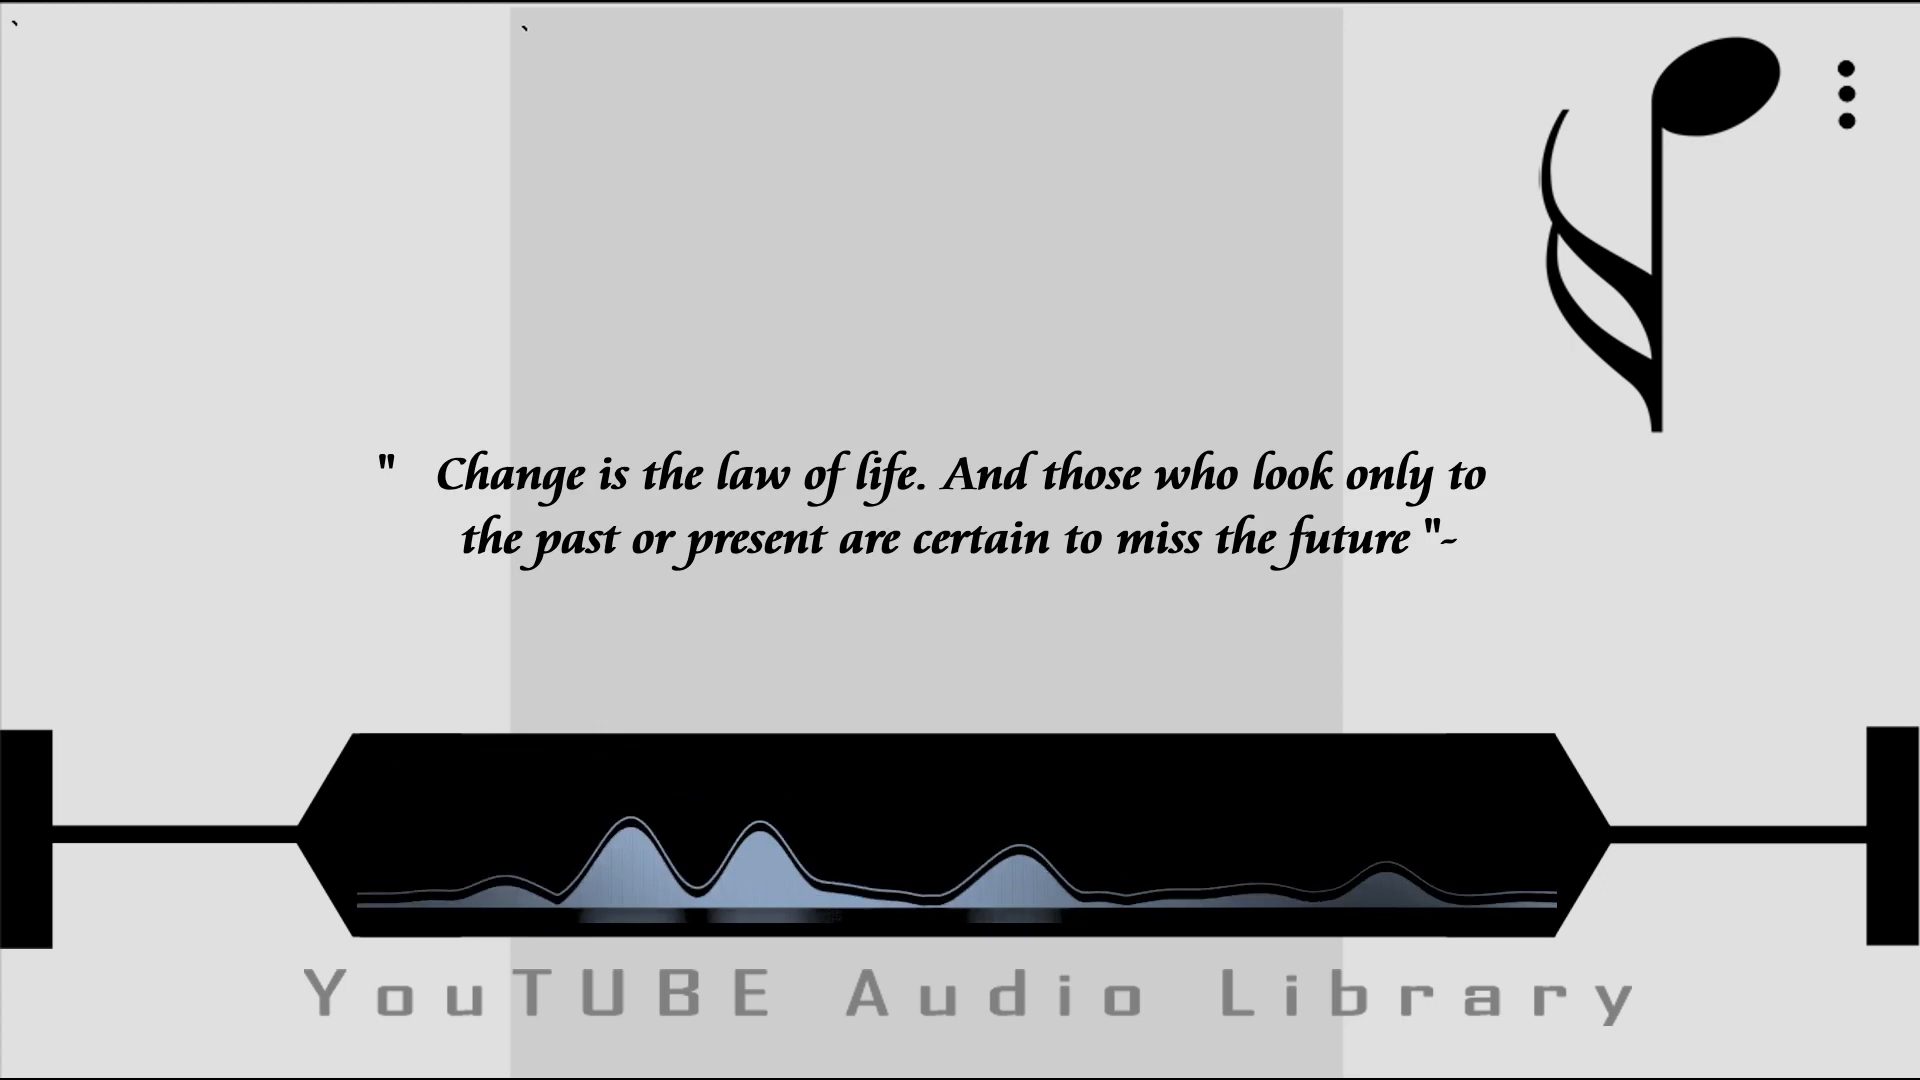 " Change is the law of life. And those who look only to
the past or present are certain to miss the future "-
YouTUBE Audio Library